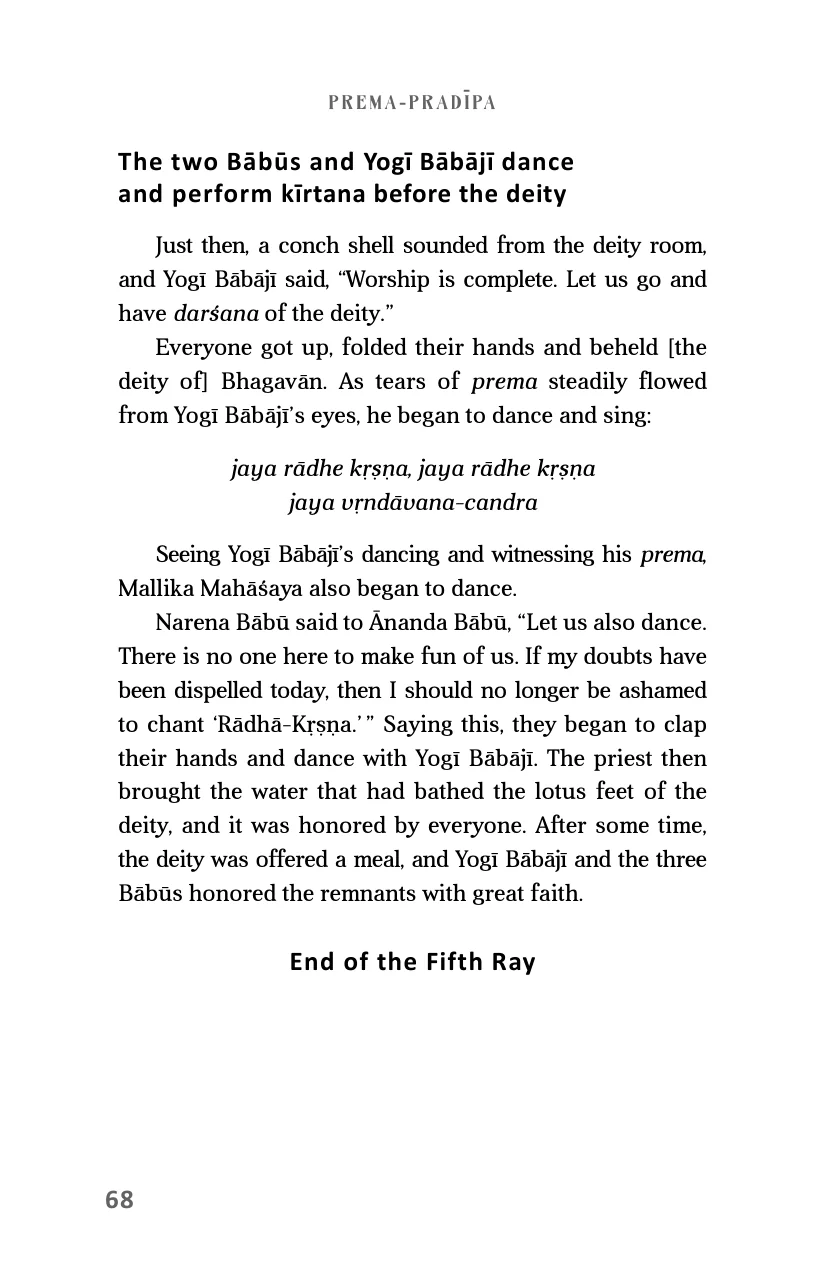 PREMA-PRADĪPA
The two Bābūs and Yogī Bābājī dance
and perform kīrtana before the deity
Just then, a conch shell sounded from the deity room,
and Yogī Bābājī said, “Worship is complete. Let us go and
have darśana of the deity.”
Everyone got up, folded their hands and beheld [the
deity of] Bhagavān. As tears of prema steadily flowed
from Yogī Bābājī’s eyes, he began to dance and sing:
jaya rādhe kṛṣṇa, jaya rādhe kṛṣṇa
jaya vṛndāvana-candra
Seeing Yogī Bābājī’s dancing and witnessing his prema,
Mallika Mahāśaya also began to dance.
Narena Bābū said to Ānanda Bābū, “Let us also dance.
There is no one here to make fun of us. If my doubts have
been dispelled today, then I should no longer be ashamed
to chant ‘Rādhā-Kṛṣṇa.’ ” Saying this, they began to clap
their hands and dance with Yogī Bābājī. The priest then
brought the water that had bathed the lotus feet of the
deity, and it was honored by everyone. After some time,
the deity was offered a meal, and Yogī Bābājī and the three
Bābūs honored the remnants with great faith.
End of the Fifth Ray
68